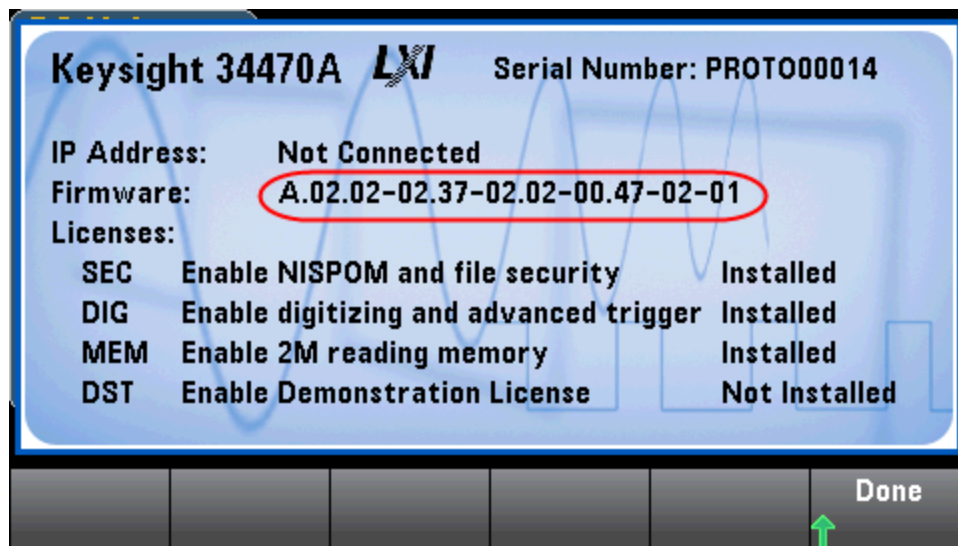 Keysight 34470A LXI Serial Number: PROTO00014
IP Address: Not Connected
Firmware: A.02.02-02.37-02.02-00.47-02-01
Licenses:
SEC Enable NISPOM and file security Installed
DIG Enable digitizing and advanced trigger Installed
MEM Enable 2M reading memory Installed
DST Enable Demonstration License Not Installed
Done